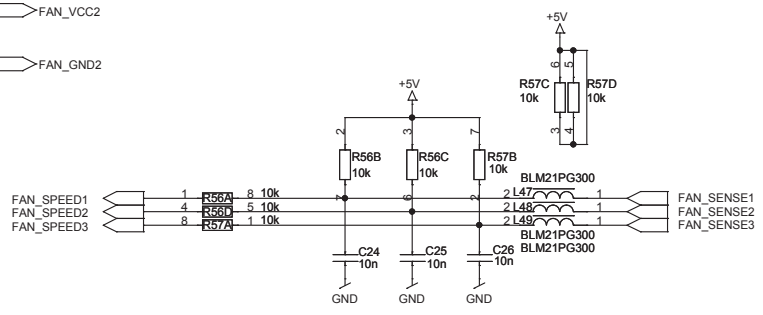 FAN_VCC2
+5V
FAN_GND2
6 5
R57C R57D
10k 10k
3 4
+5V
2 3 7
R56B R56C R57B
10k 10k 10k
7 6 2
BLM21PG300
FAN_SPEED1 1 R56A 8 10k 2 L47 1 FAN_SENSE1
FAN_SPEED2 4 R56D 5 10k 2 L48 1 FAN_SENSE2
FAN_SPEED3 8 R57A 1 10k 2 L49 1 FAN_SENSE3
BLM21PG300
BLM21PG300
C24 C25 C26
10n 10n 10n
GND GND GND